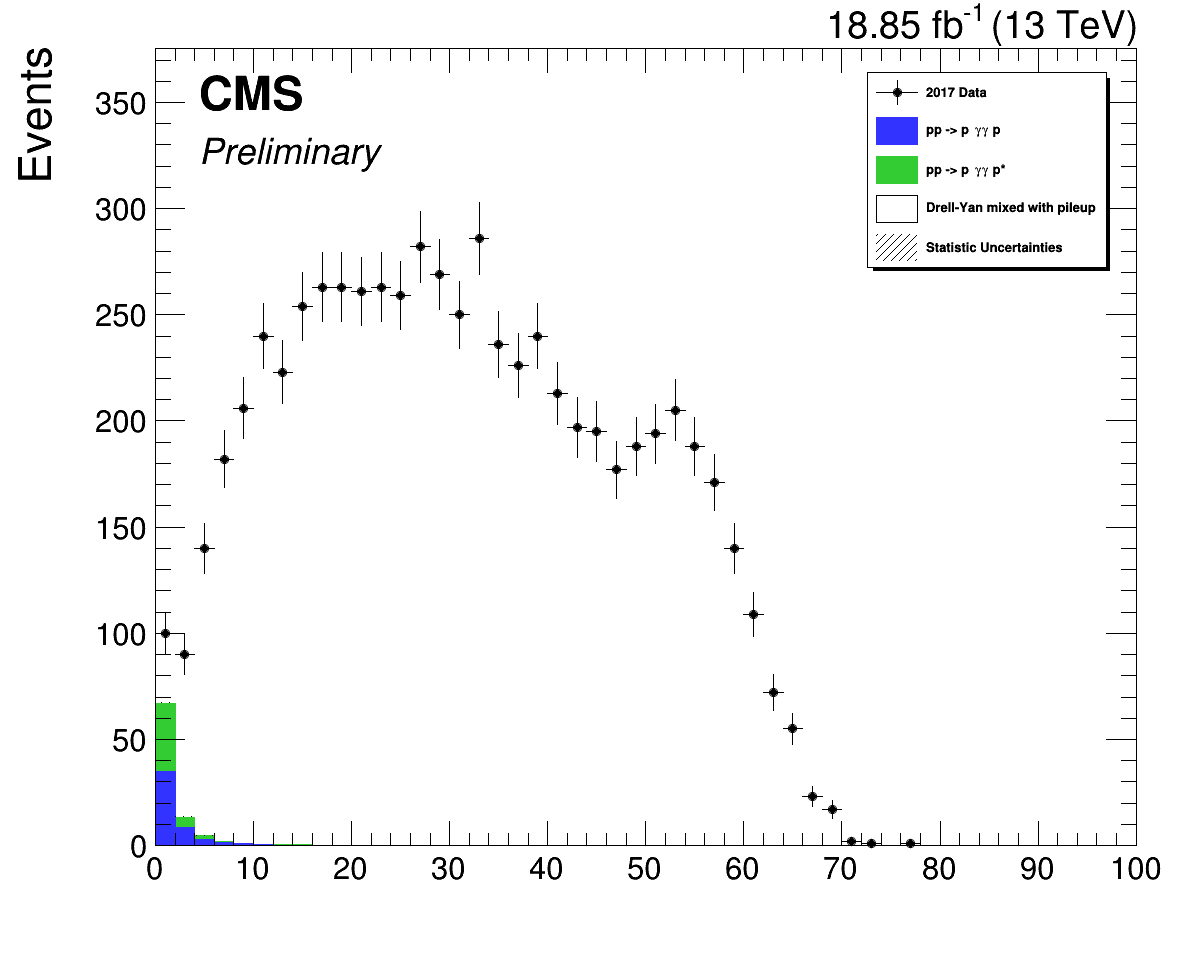 18.85 fb-1 (13 TeV)
Events
CMS
Preliminary
2017 Data
pp -> p γγ p
pp -> p γγ p*
Drell-Yan mixed with pileup
Statistic Uncertainties
350
300
250
200
150
100
50
0
0 10 20 30 40 50 60 70 80 90 100